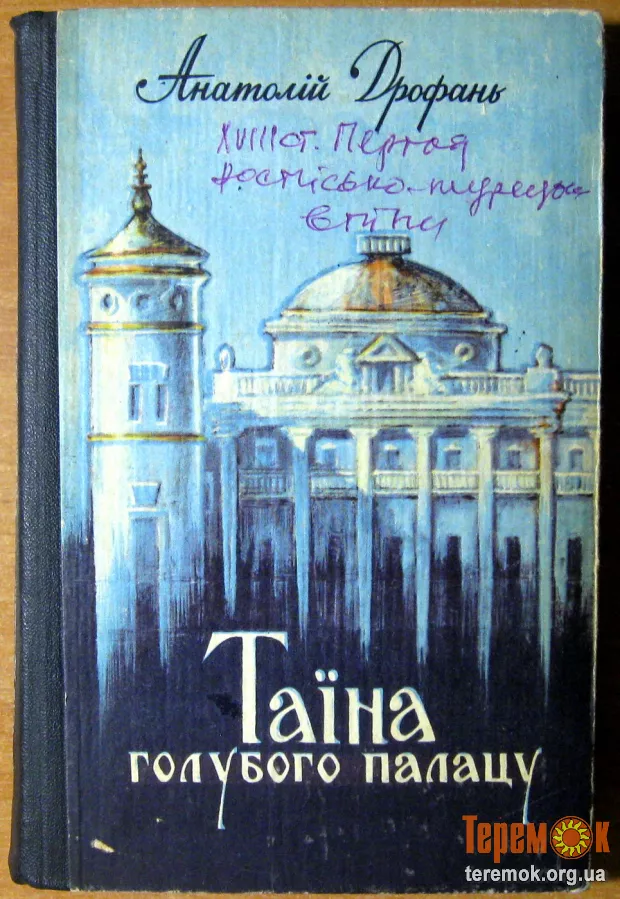 Анатолій Дрофань
XVIII ст. Перша
російсько-турецька
війна
Таїна
голубого палацу
Теремок
teremok.org.ua